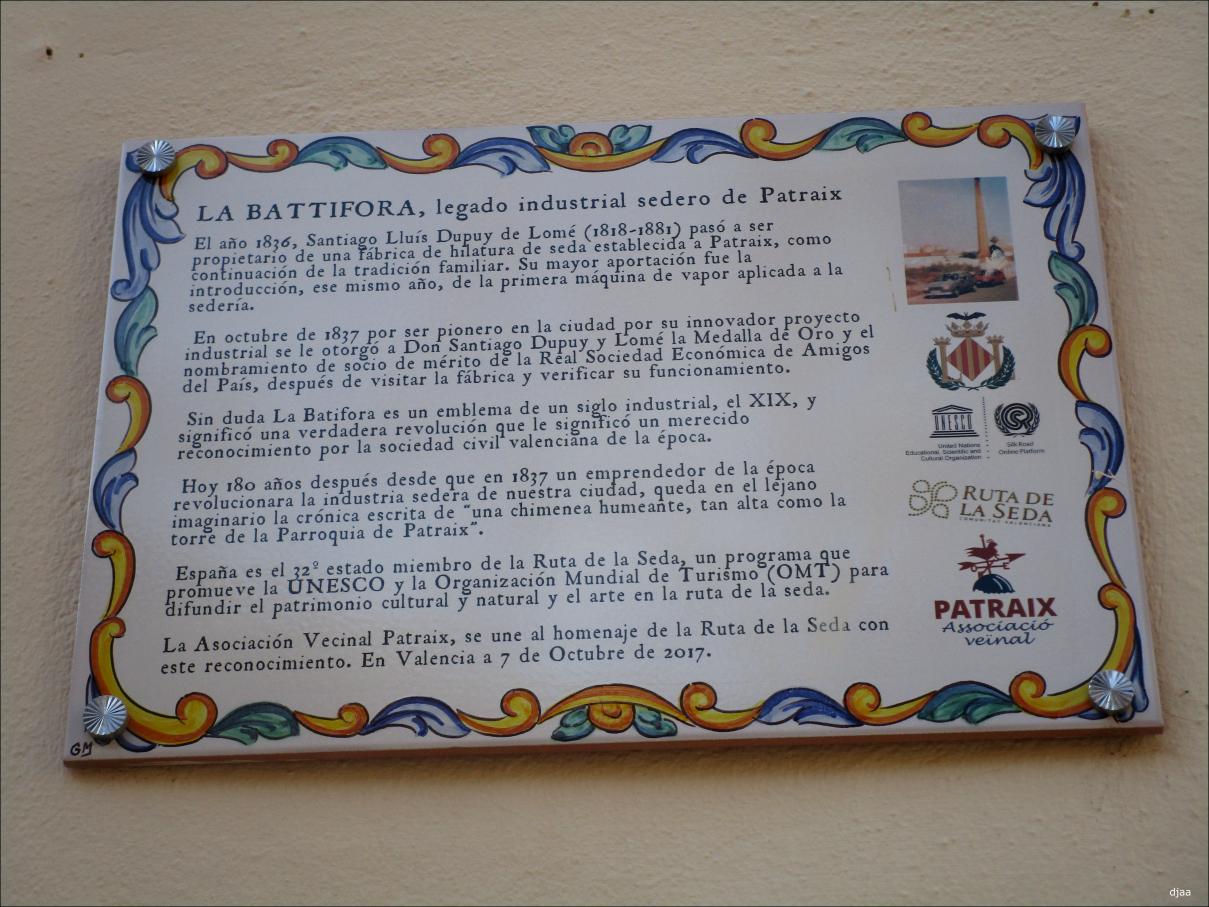 LA BATTIFORA, legado industrial sedero de Patraix
El año 1836, Santiago Lluís Dupuy de Lomé (1818-1881) pasó a ser
propietario de una fábrica de hilatura de seda establecida a Patraix, como
continuación de la tradición familiar. Su mayor aportación fue la
introducción, ese mismo año, de la primera máquina de vapor aplicada a la
sedería.
En octubre de 1837 por ser pionero en la ciudad por su innovador proyecto
industrial se le otorgó a Don Santiago Dupuy y Lomé la Medalla de Oro y el
nombramiento de socio de mérito de la Real Sociedad Económica de Amigos
del País, después de visitar la fábrica y verificar su funcionamiento.
Sin duda La Batifora es un emblema de un siglo industrial, el XIX, y
significó una verdadera revolución que le significó un merecido
reconocimiento por la sociedad civil valenciana de la época.
Hoy 180 años después desde que en 1837 un emprendedor de la época
revolucionara la industria sedera de nuestra ciudad, queda en el lejano
imaginario la crónica escrita de "una chimenea humeante, tan alta como la
torre de la Parroquia de Patraix".
España es el 32º estado miembro de la Ruta de la Seda, un programa que
promueve la UNESCO y la Organización Mundial de Turismo (OMT) para
difundir el patrimonio cultural y natural y el arte en la ruta de la seda.
La Asociación Vecinal Patraix, se une al homenaje de la Ruta de la Seda con
este reconocimiento. En Valencia a 7 de Octubre de 2017.
L L
UNESCO
United Nations
Educational, Scientific and
Cultural Organization
Silk Road
Online Platform
RUTA DE
LA SEDA
COMUNITAT VALENCIANA
PATRAIX
Associació
veïnal
GM
djaa